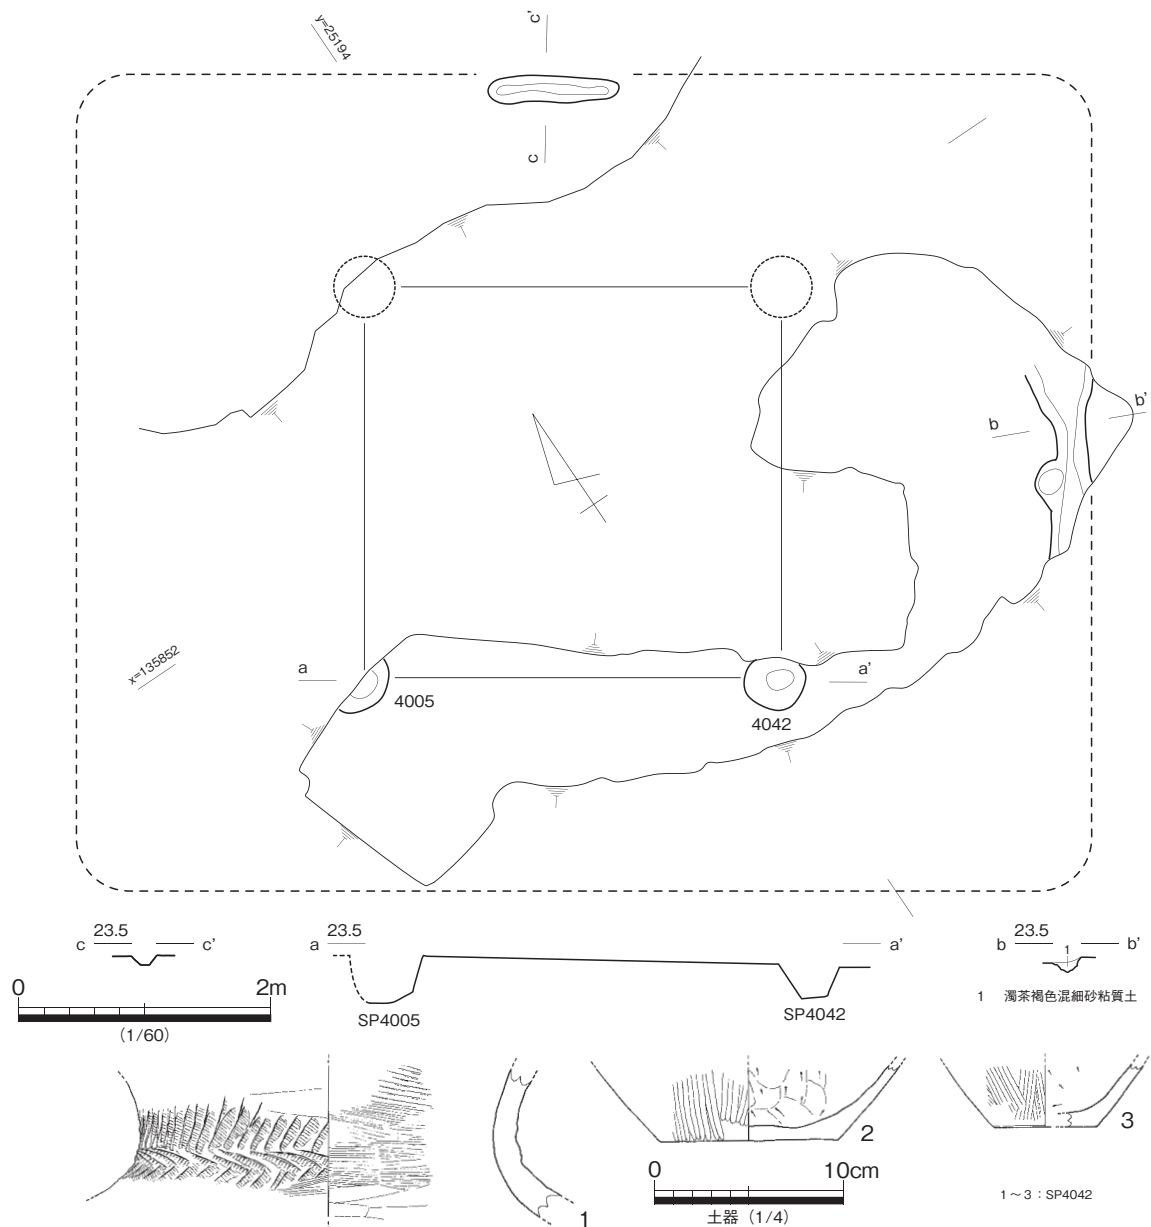 y=25194
c'
c
b
b'
x=135852
a
4005
a'
4042
c 23.5 c'
a 23.5 a'
b 23.5 b'
1
0 2m
(1/60)
SP4005
SP4042
1 濁茶褐色混細砂粘質土
1
2
3
0 10cm
土器（1/4）
1～3：SP4042